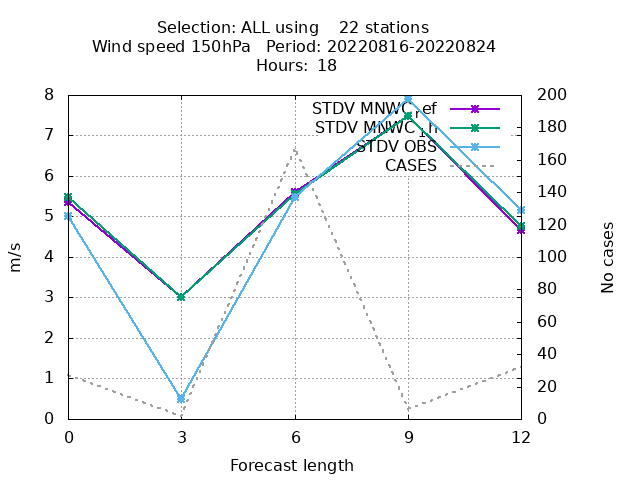 Selection: ALL using    22 stations
Wind speed 150hPa   Period: 20220816-20220824
Hours: 18
STDV MNWC_ref
STDV OBS
CASES
8
7
6
5
4
3
2
1
0
200
180
160
140
120
100
80
60
40
20
0
m/s
No cases
0 3 6 9 12
Forecast length